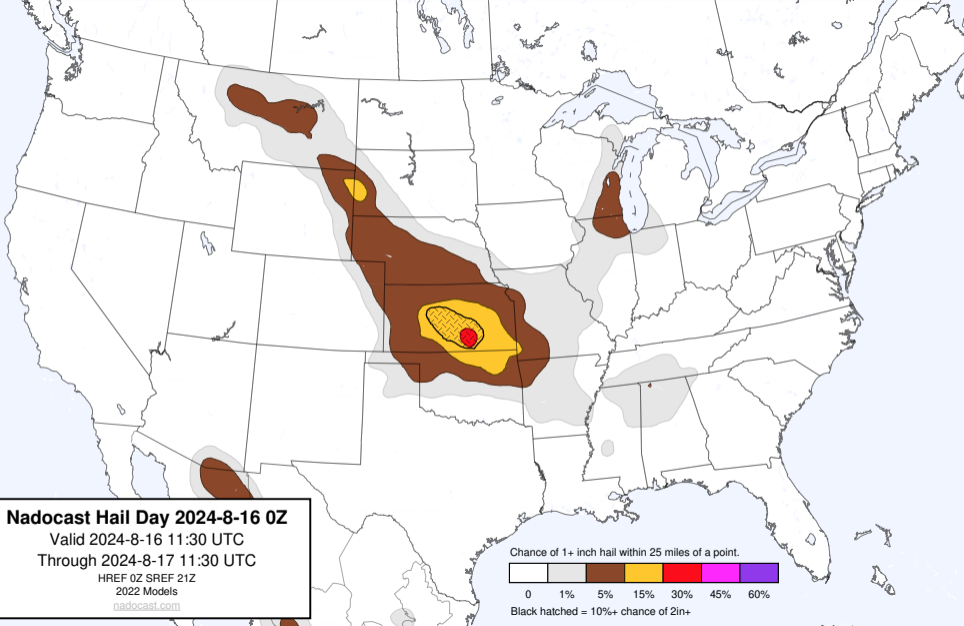 Nadocast Hail Day 2024-8-16 0Z
Valid 2024-8-16 11:30 UTC
Through 2024-8-17 11:30 UTC
HREF 0Z SREF 21Z
2022 Models
nadocast.com
Chance of 1+ inch hail within 25 miles of a point.
0 1% 5% 15% 30% 45% 60%
Black hatched = 10%+ chance of 2in+